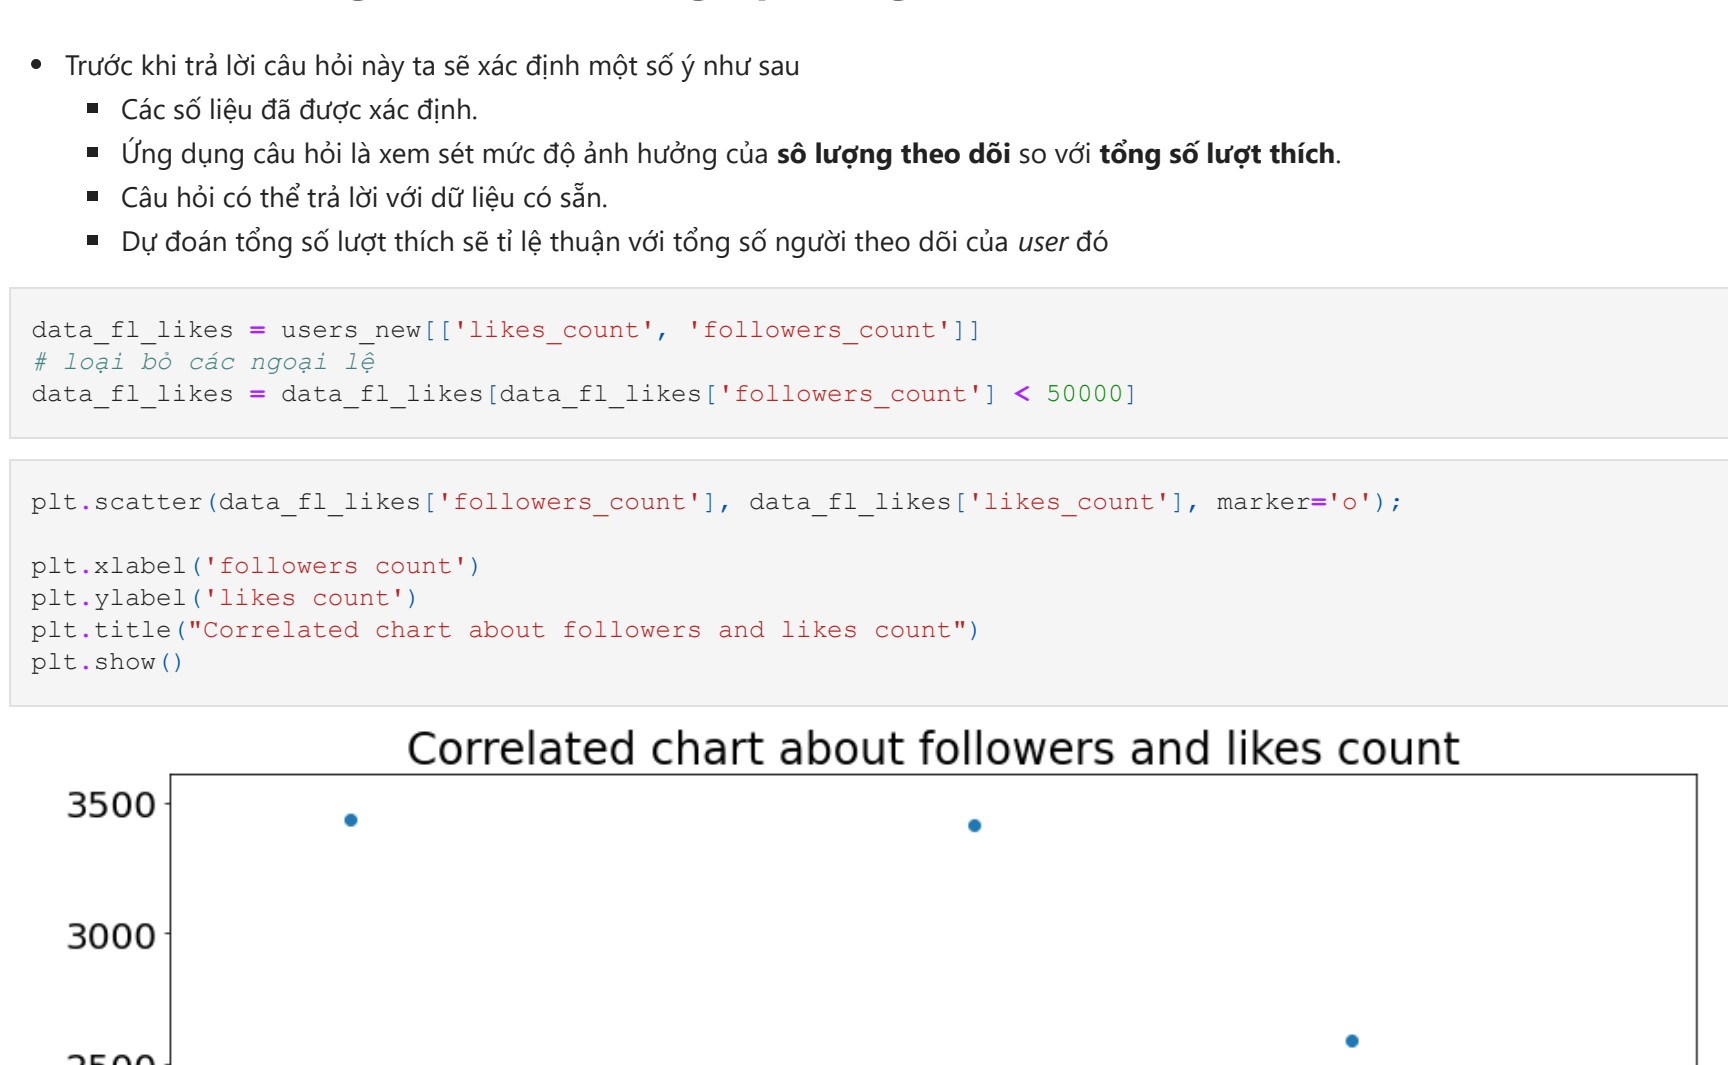 Trước khi trả lời câu hỏi này ta sẽ xác định một số ý như sau
Các số liệu đã được xác định.
Ứng dụng câu hỏi là xem sét mức độ ảnh hưởng của sô lượng theo dõi so với tổng số lượt thích.
Câu hỏi có thể trả lời với dữ liệu có sẵn.
Dự đoán tổng số lượt thích sẽ tỉ lệ thuận với tổng số người theo dõi của user đó
data_fl_likes = users_new[['likes_count', 'followers_count']]
# loại bỏ các ngoại lệ
data_fl_likes = data_fl_likes[data_fl_likes['followers_count'] < 50000]
plt.scatter(data_fl_likes['followers_count'], data_fl_likes['likes_count'], marker='o');
plt.xlabel('followers count')
plt.ylabel('likes count')
plt.title("Correlated chart about followers and likes count")
plt.show()
Correlated chart about followers and likes count
3500
3000
2500